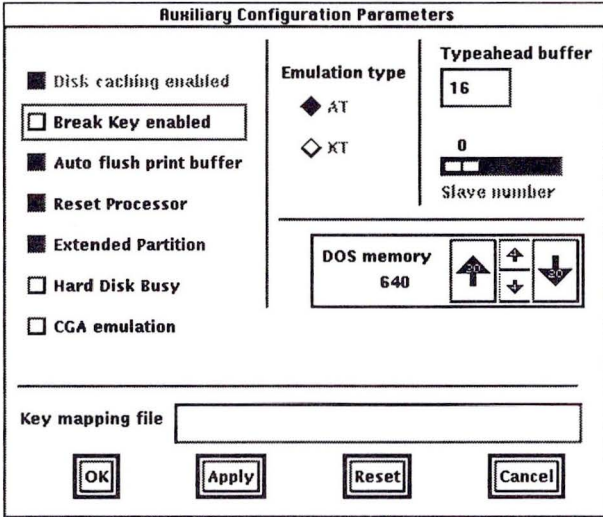 Auxiliary Configuration Parameters
Disk caching enabled
Break Key enabled
Auto flush print buffer
Reset Processor
Extended Partition
Hard Disk Busy
CGA emulation
Emulation type
AT
XT
Typeahead buffer
16
0
Slave number
DOS memory
640
20
4
4
20
Key mapping file
OK
Apply
Reset
Cancel